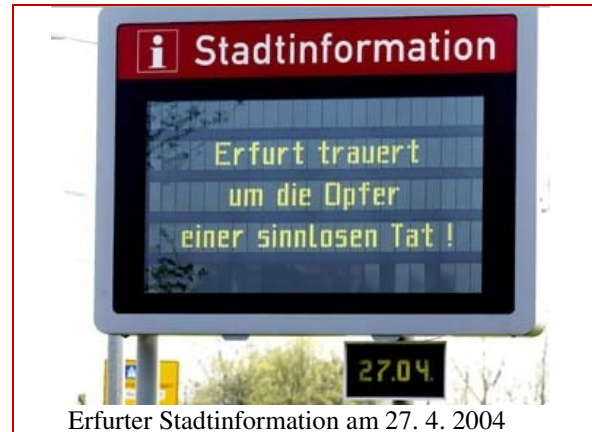 i Stadtinformation
Erfurt trauert
um die Opfer
einer sinnlosen Tat !
27.04.
Erfurter Stadtinformation am 27. 4. 2004